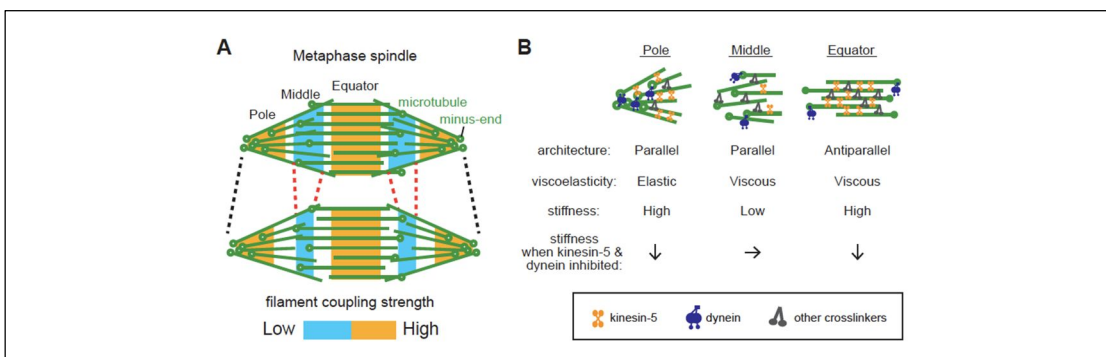 A
Metaphase spindle
Equator
Middle
Pole
microtubule
minus-end
filament coupling strength
Low High
B
Pole Middle Equator
architecture: Parallel Parallel Antiparallel
viscoelasticity: Elastic Viscous Viscous
stiffness: High Low High
stiffness
when kinesin-5 &
dynein inhibited: ↓ → ↓
kinesin-5 dynein other crosslinkers